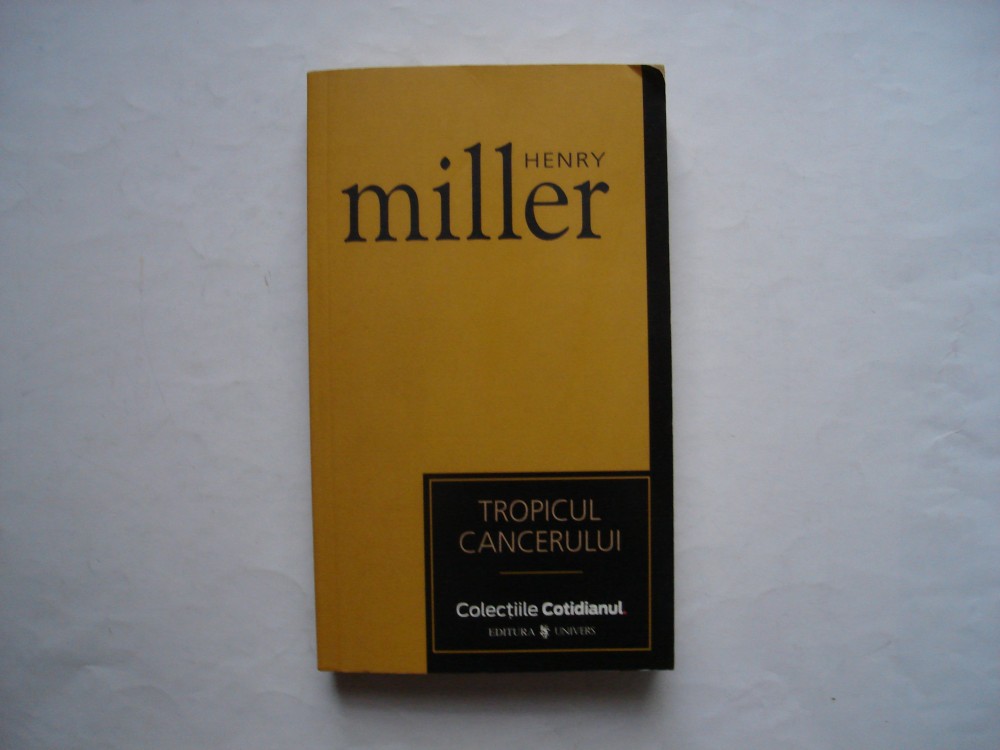 HENRY
miller
TROPICUL
CANCERULUI
Colecțiile Cotidianul.
EDITURA UNIVERS